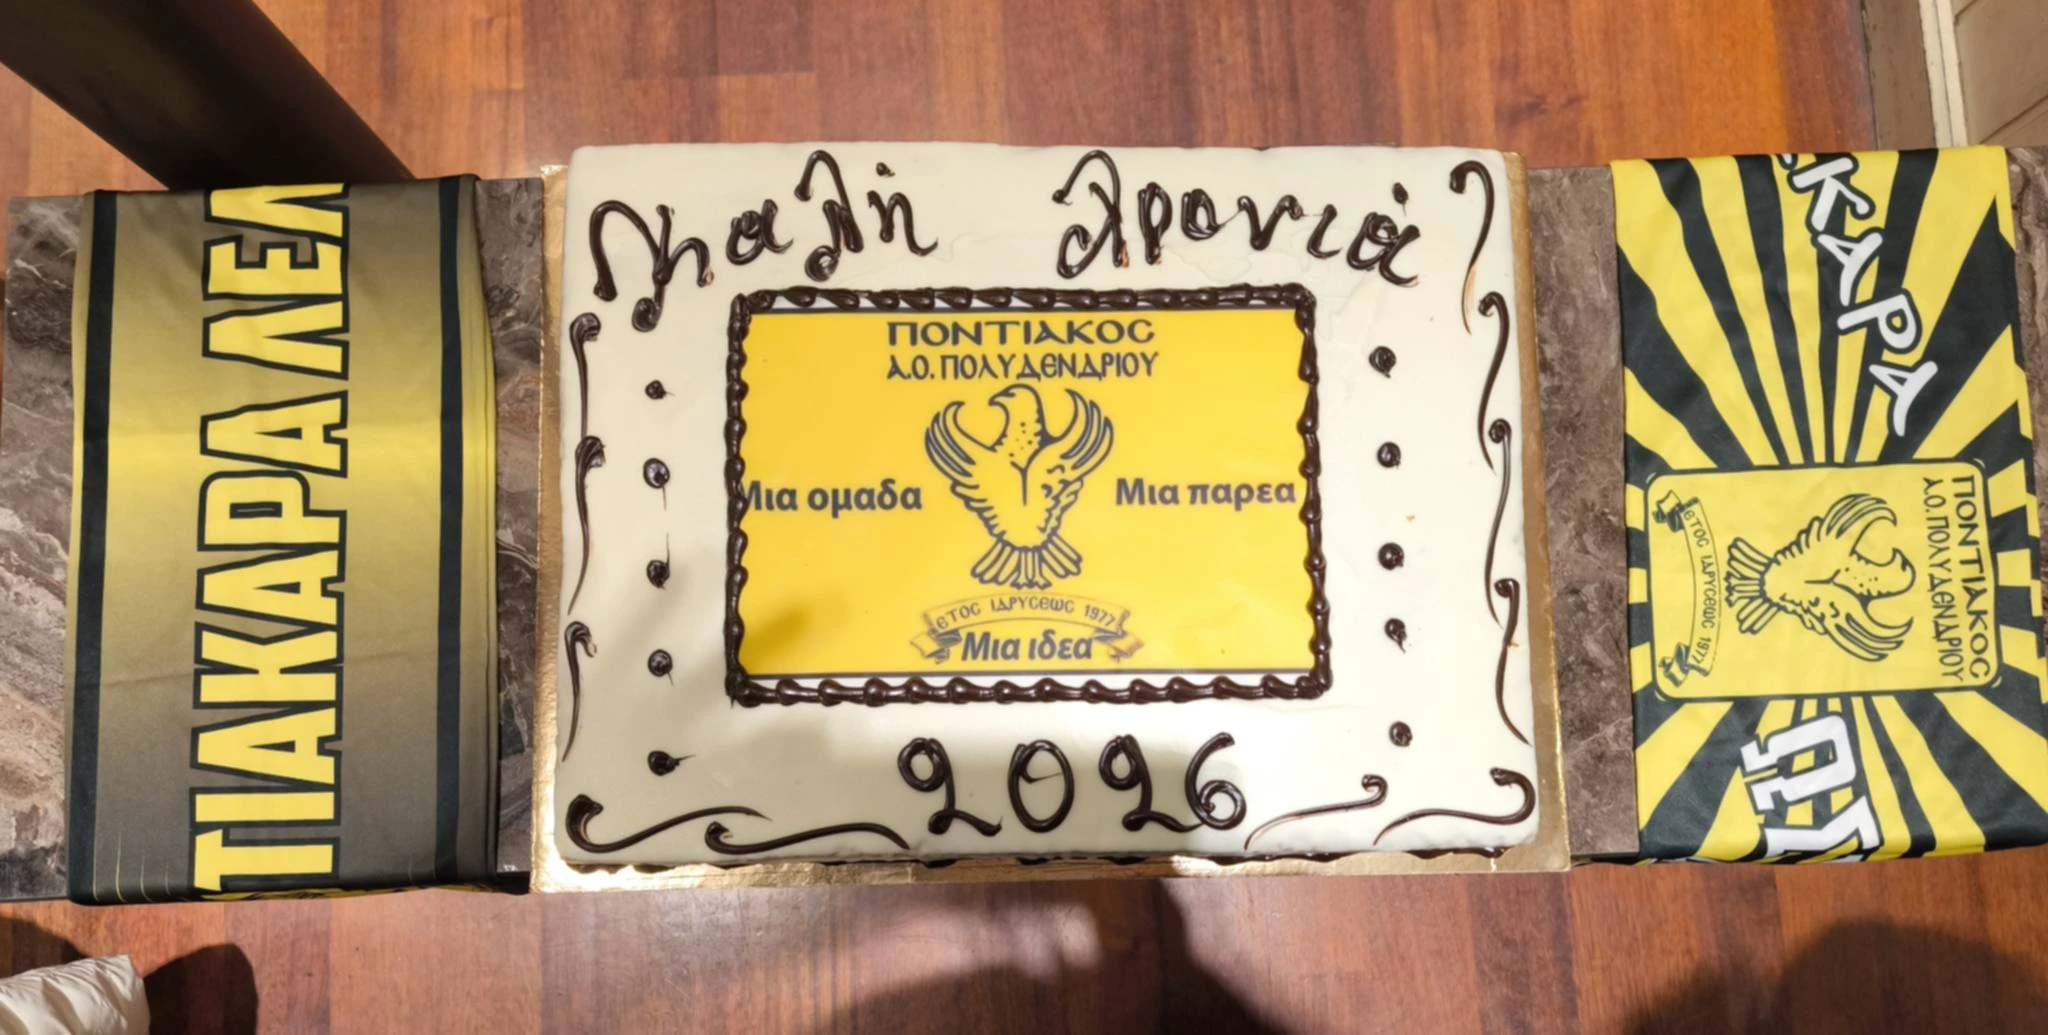 Καλή Χρονιά
ΠΟΝΤΙΑΚΟΣ
Α.Ο. ΠΟΛΥΔΕΝΔΡΙΟΥ
Μια ομαδα
Μια παρεα
ΕΤΟΣ ΙΔΡΥΣΕΩΣ 1977
Μια ιδεα
2026
ΤΙΑΚΑΡΑ ΛΕΛ
ΚΑΡΑ
ΠΟΝΤΙΑΚΟΣ
Α.Ο. ΠΟΛΥΔΕΝΔΡΙΟΥ
ΕΤΟΣ ΙΔΡΥΣΕΩΣ 1977